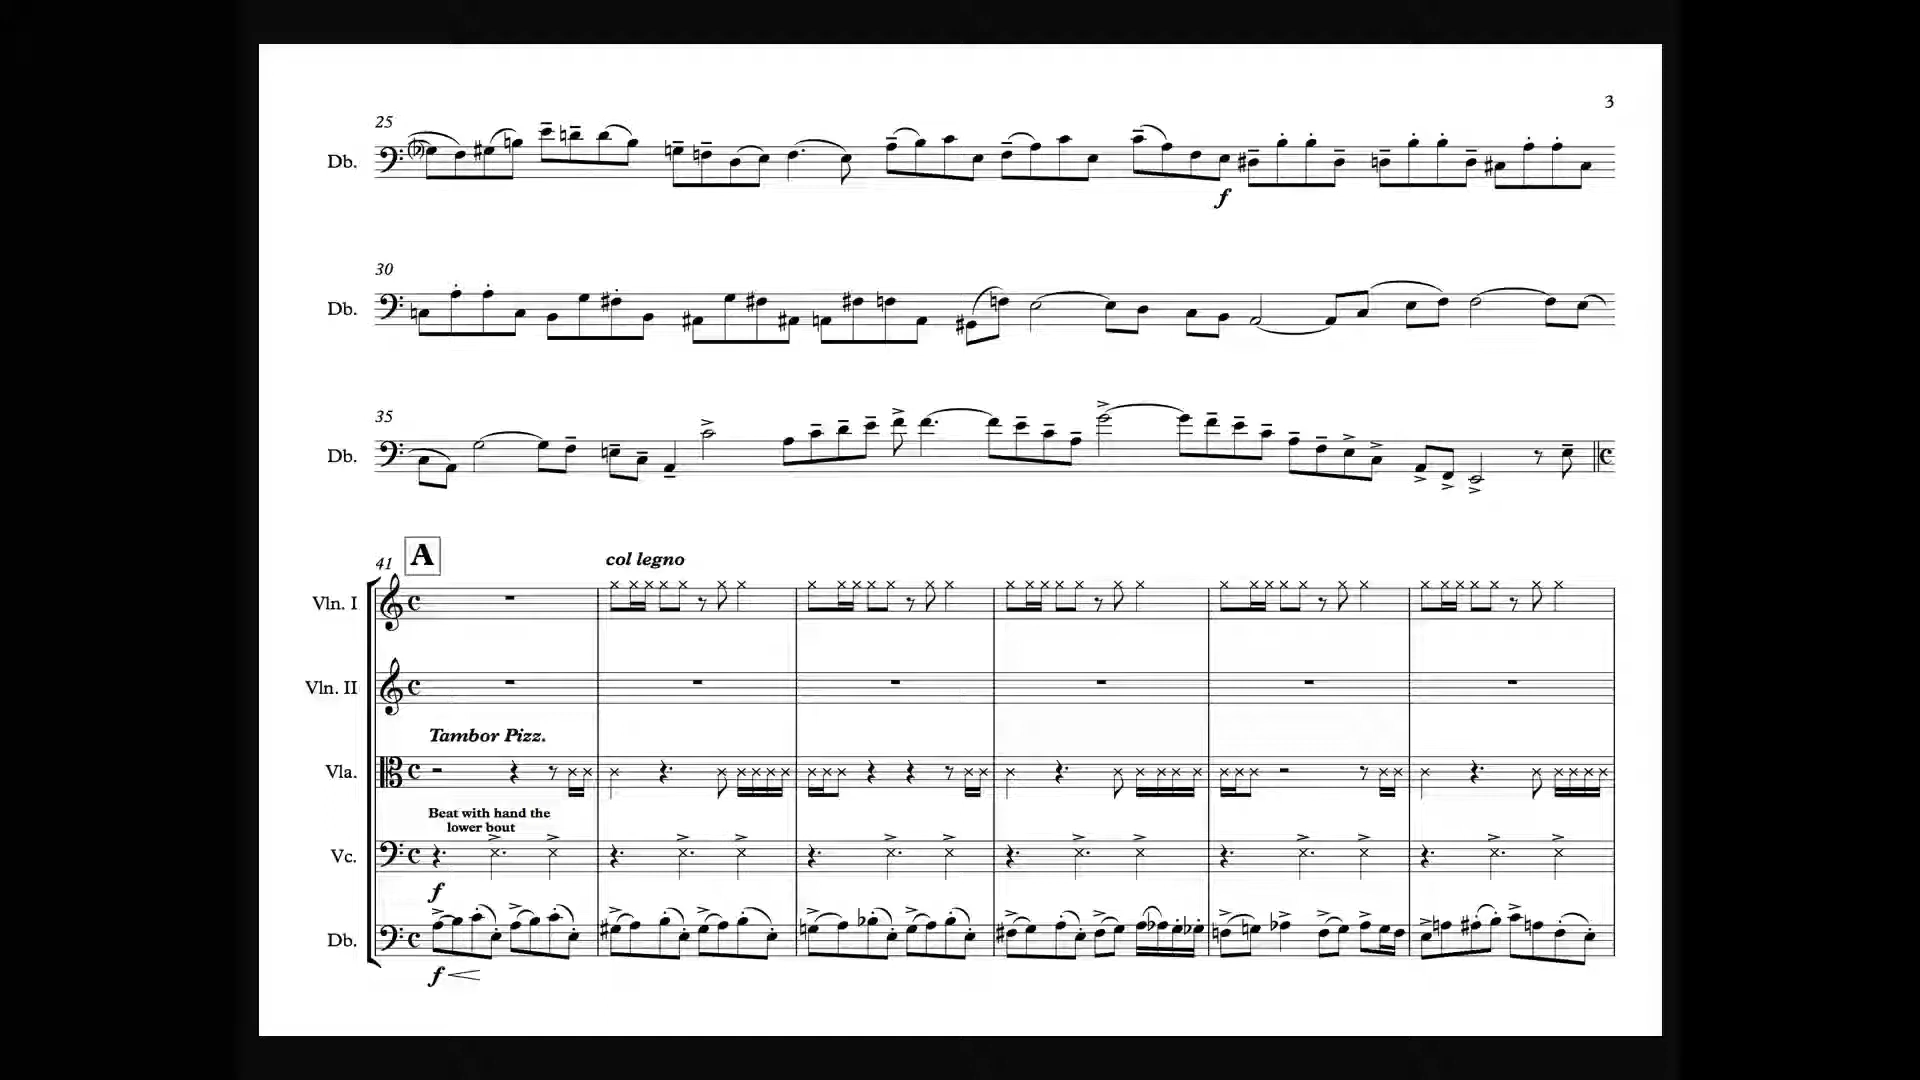 3
25
Db.
f
30
Db.
35
Db.
41 A col legno
Vln. I
Vln. II
Tambor Pizz.
Vla.
Beat with hand the
lower bout
Vc.
f
Db.
f